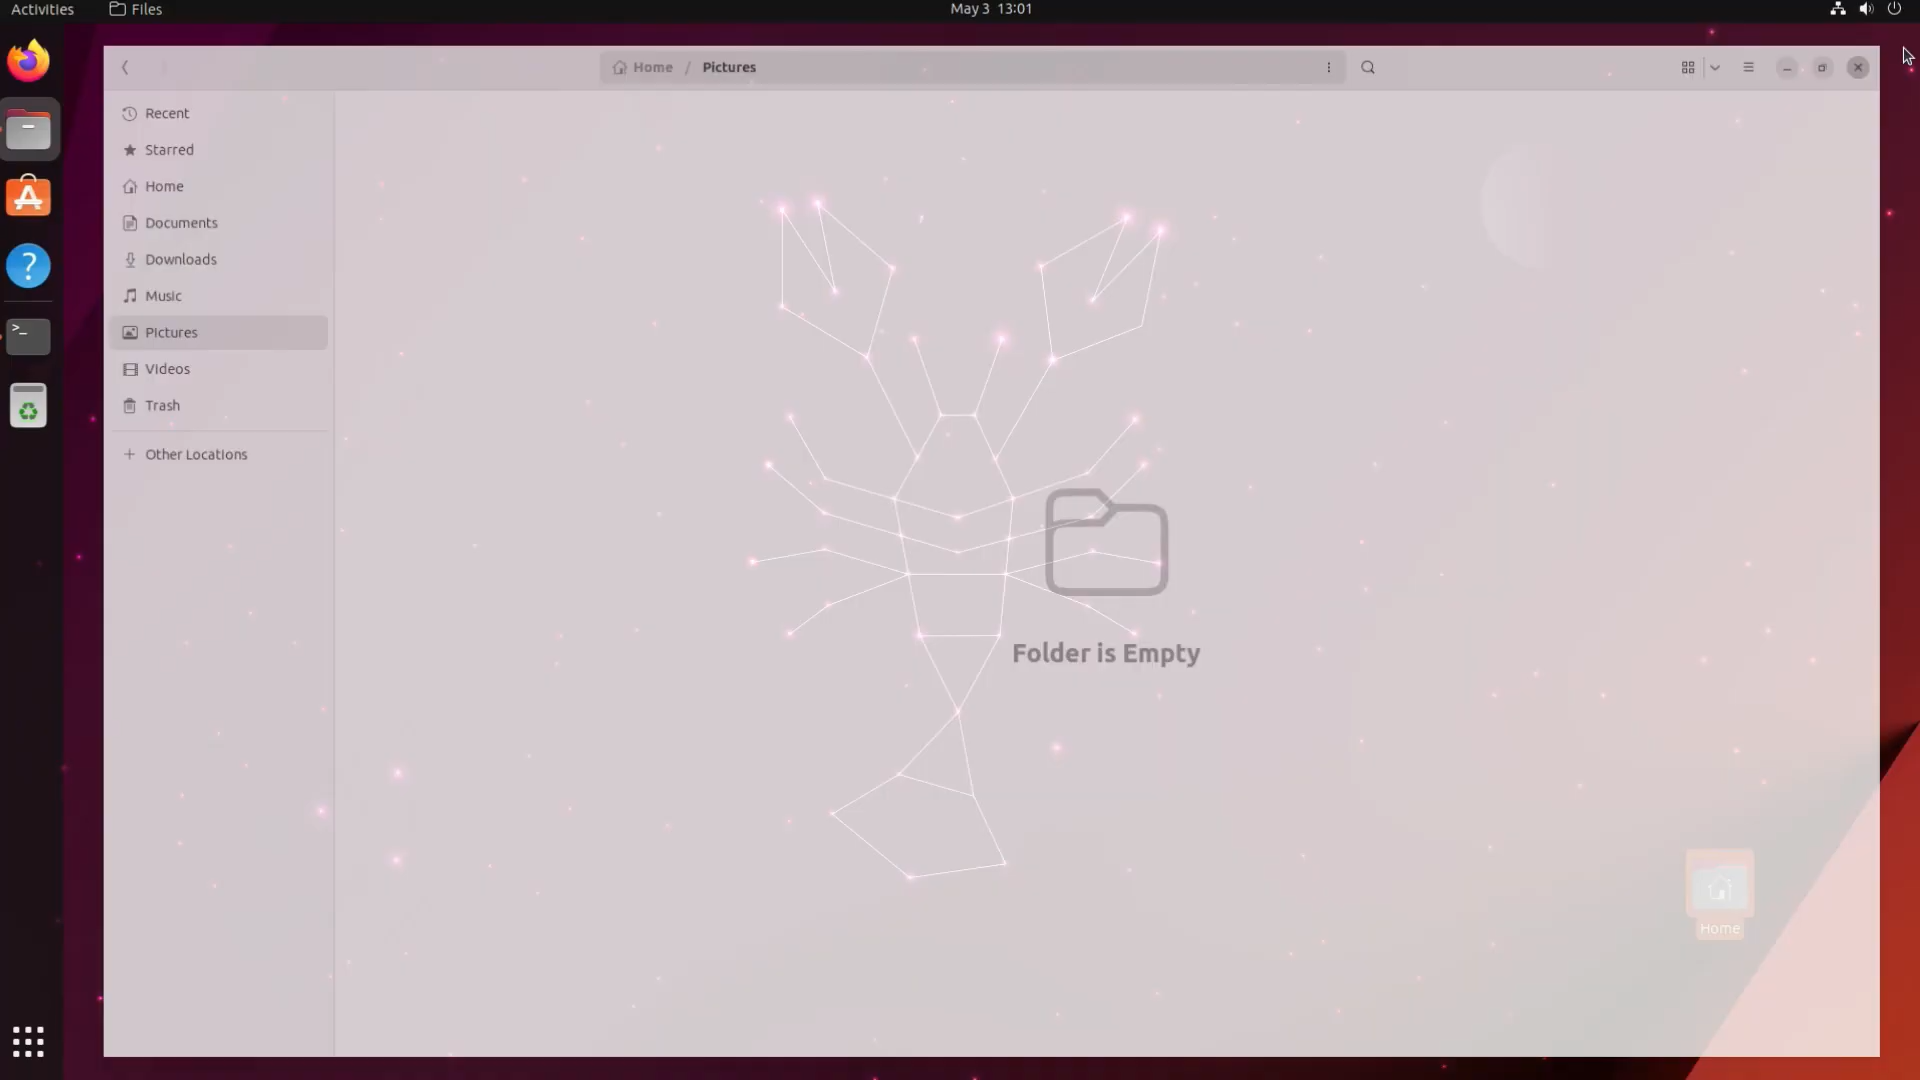 Activities
Files
May 3 13:01
Home / Pictures
Recent
Starred
Home
Documents
Downloads
Music
Pictures
Videos
Trash
Other Locations
Folder is Empty
Home